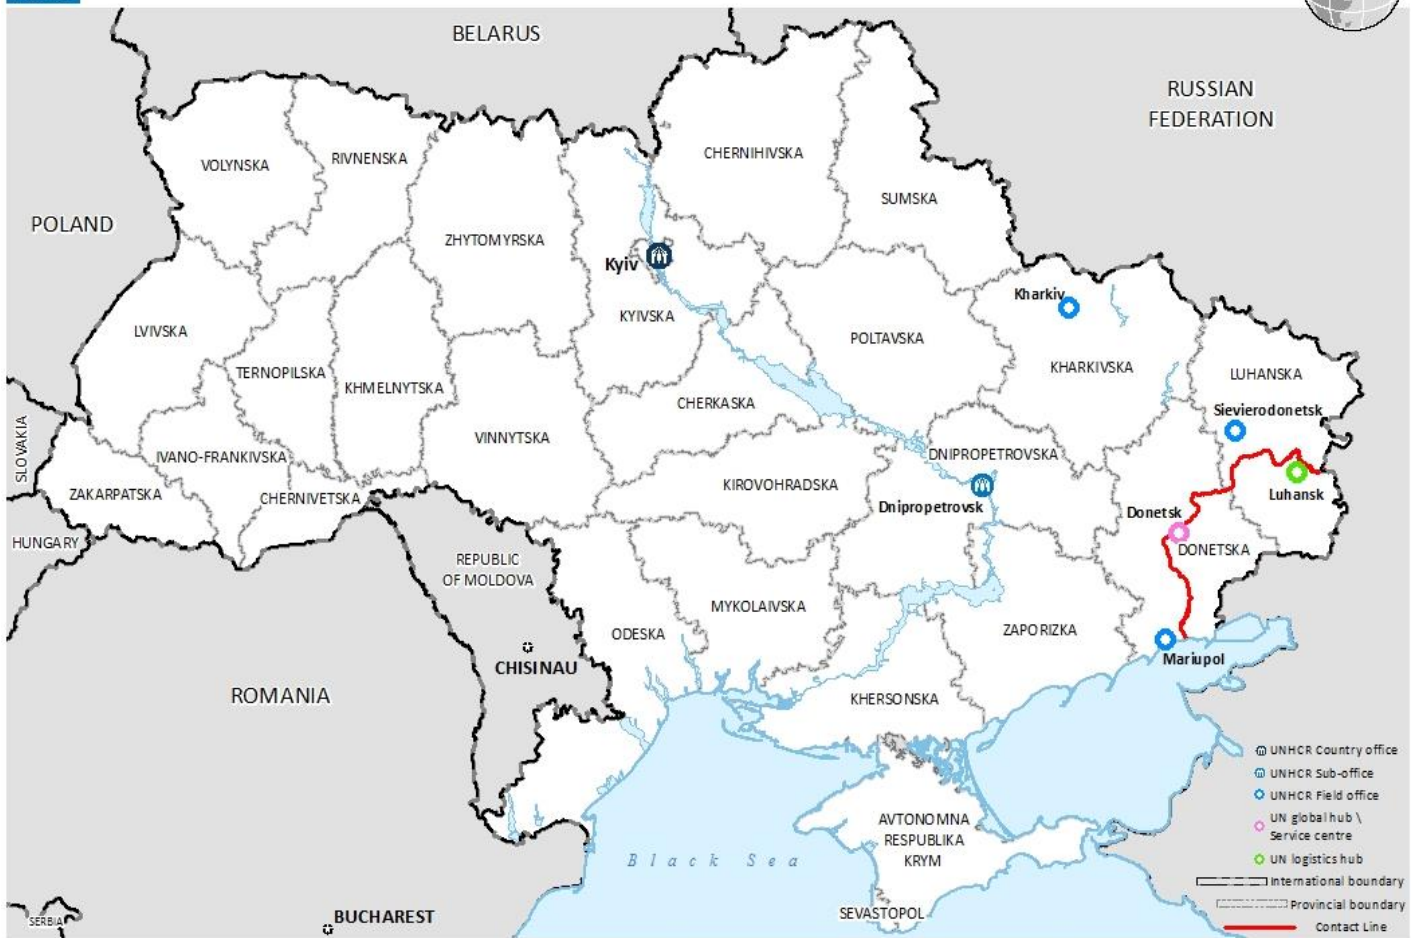 BELARUS
RUSSIAN
FEDERATION
CHERNIHIVSKA
RIVNENSKA
VOLYNSKA
SUMSKA
POLAND
ZHYTOMYRSKA
Kyiv
Kharkiv
KYIVSKA
LVIVSKA
POLTAVSKA
KHARKIVSKA
TERNOPILSKA
LUHANSKA
KHMELNYTSKA
CHERKASKA
Sievierodonetsk
VINNYTSKA
SLOVAKIA
IVANO-FRANKIVSKA
DNIPROPETROVSKA
KIROVOHRADSKA
ZAKARPATSKA
CHERNIVETSKA
Luhansk
Dnipropetrovsk
Donetsk
HUNGARY
DONETSKA
REPUBLIC
OF MOLDOVA
MYKOLAIVSKA
ODESKA
ZAPORIZKA
CHISINAU
Mariupol
ROMANIA
KHERSONSKA
UNHCR Country office
UNHCR Sub-office
UNHCR Field office
UN global hub \
Service centre
UN logistics hub
International boundary
Provincial boundary
Contact Line
AVTONOMNA
RESPUBLIKA
KRYM
Black Sea
SEVASTOPOL
SERBIA
BUCHAREST